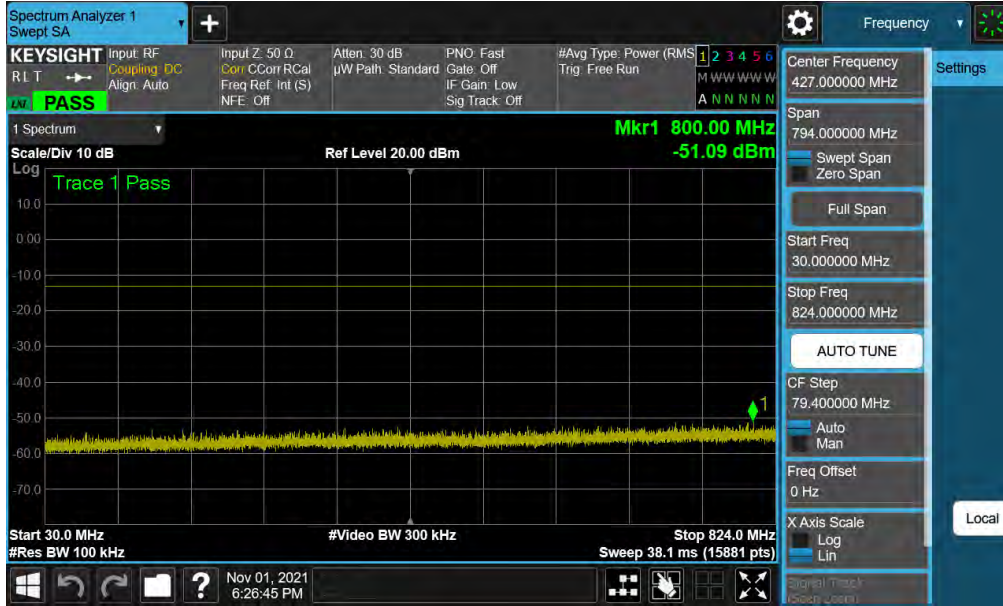 Spectrum Analyzer 1
Swept SA
Frequency
KEYSIGHT
Input: RF
Input Z: 50 Ω
Atten: 30 dB
PNO: Fast
#Avg Type: Power (RMS
1 2 3 4 5 6
R L T
Coupling: DC
Corr CCorr RCal
µW Path: Standard
Gate: Off
Trig: Free Run
M W W W W W
Align: Auto
Freq Ref: Int (S)
IF Gain: Low
PASS
NFE: Off
Sig Track: Off
A N N N N N
1 Spectrum
Mkr1 800.00 MHz
Scale/Div 10 dB
Ref Level 20.00 dBm
-51.09 dBm
Log
Trace 1 Pass
10.0
0.00
-10.0
-20.0
-30.0
-40.0
1
-50.0
-60.0
-70.0
Start 30.0 MHz
#Video BW 300 kHz
Stop 824.0 MHz
#Res BW 100 kHz
Sweep 38.1 ms (15881 pts)
?
Nov 01, 2021
6:26:45 PM
Center Frequency
427.000000 MHz
Settings
Span
794.000000 MHz
Swept Span
Zero Span
Full Span
Start Freq
30.000000 MHz
Stop Freq
824.000000 MHz
AUTO TUNE
CF Step
79.400000 MHz
Auto
Man
Freq Offset
0 Hz
X Axis Scale
Log
Lin
Local
Signal Track
(Span Zoom)